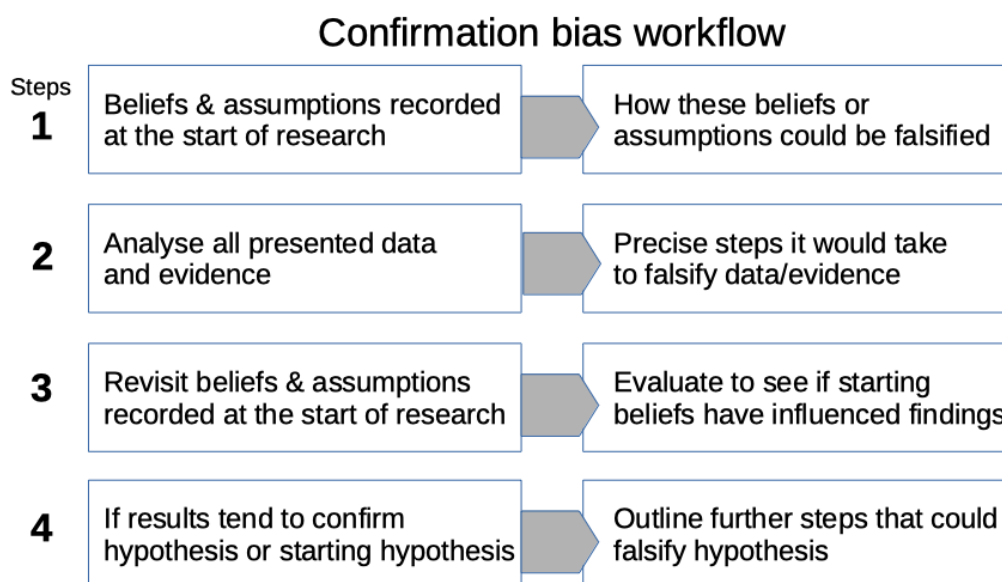 Confirmation bias workflow
Steps
1
Beliefs & assumptions recorded
at the start of research
How these beliefs or
assumptions could be falsified
2
Analyse all presented data
and evidence
Precise steps it would take
to falsify data/evidence
3
Revisit beliefs & assumptions
recorded at the start of research
Evaluate to see if starting
beliefs have influenced findings
4
If results tend to confirm
hypothesis or starting hypothesis
Outline further steps that could
falsify hypothesis